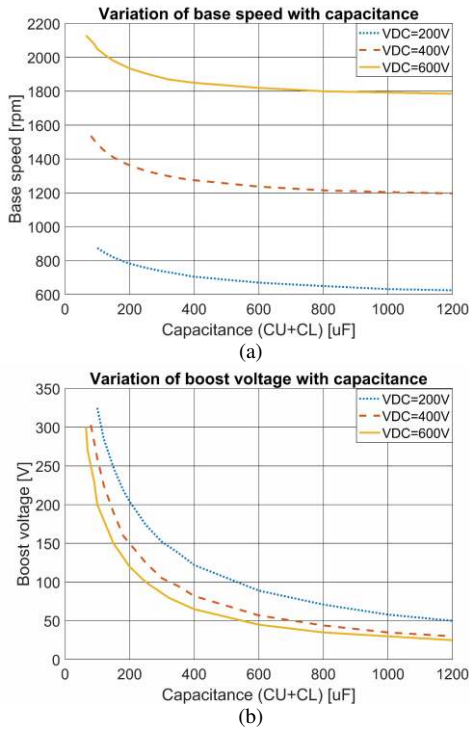 Variation of base speed with capacitance
VDC=200V
VDC=400V
VDC=600V
Base speed [rpm]
2200
2000
1800
1600
1400
1200
1000
800
600
0 200 400 600 800 1000 1200
Capacitance (CU+CL) [uF]
(a)
Variation of boost voltage with capacitance
VDC=200V
VDC=400V
VDC=600V
Boost voltage [V]
350
300
250
200
150
100
50
0
0 200 400 600 800 1000 1200
Capacitance (CU+CL) [uF]
(b)